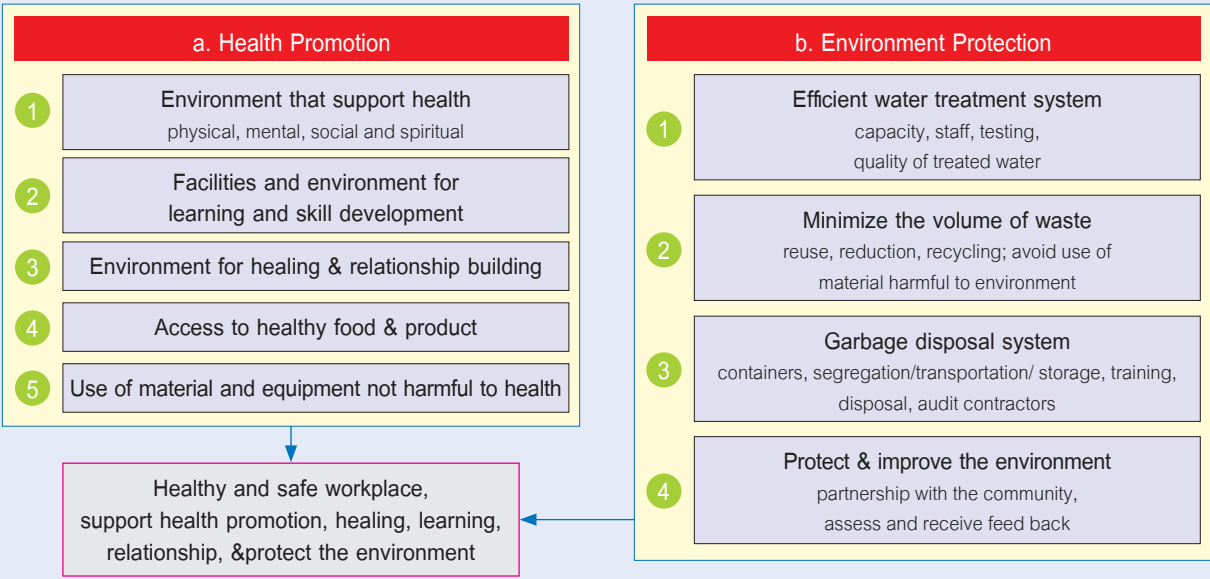 a. Health Promotion
1
Environment that support health
physical, mental, social and spiritual
2
Facilities and environment for
learning and skill development
3
Environment for healing & relationship building
4
Access to healthy food & product
5
Use of material and equipment not harmful to health
Healthy and safe workplace,
support health promotion, healing, learning,
relationship, &protect the environment
b. Environment Protection
1
Efficient water treatment system
capacity, staff, testing,
quality of treated water
2
Minimize the volume of waste
reuse, reduction, recycling; avoid use of
material harmful to environment
3
Garbage disposal system
containers, segregation/transportation/ storage, training,
disposal, audit contractors
4
Protect & improve the environment
partnership with the community,
assess and receive feed back